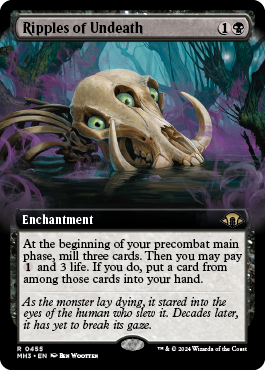 Ripples of Undeath 1
Enchantment
At the beginning of your precombat main
phase, mill three cards. Then you may pay
1 and 3 life. If you do, put a card from
among those cards into your hand.
As the monster lay dying, it stared into the
eyes of the human who slew it. Decades later,
it has yet to break its gaze.
R 0455
MH3 • EN Ben Wootten
™ & © 2024 Wizards of the Coast